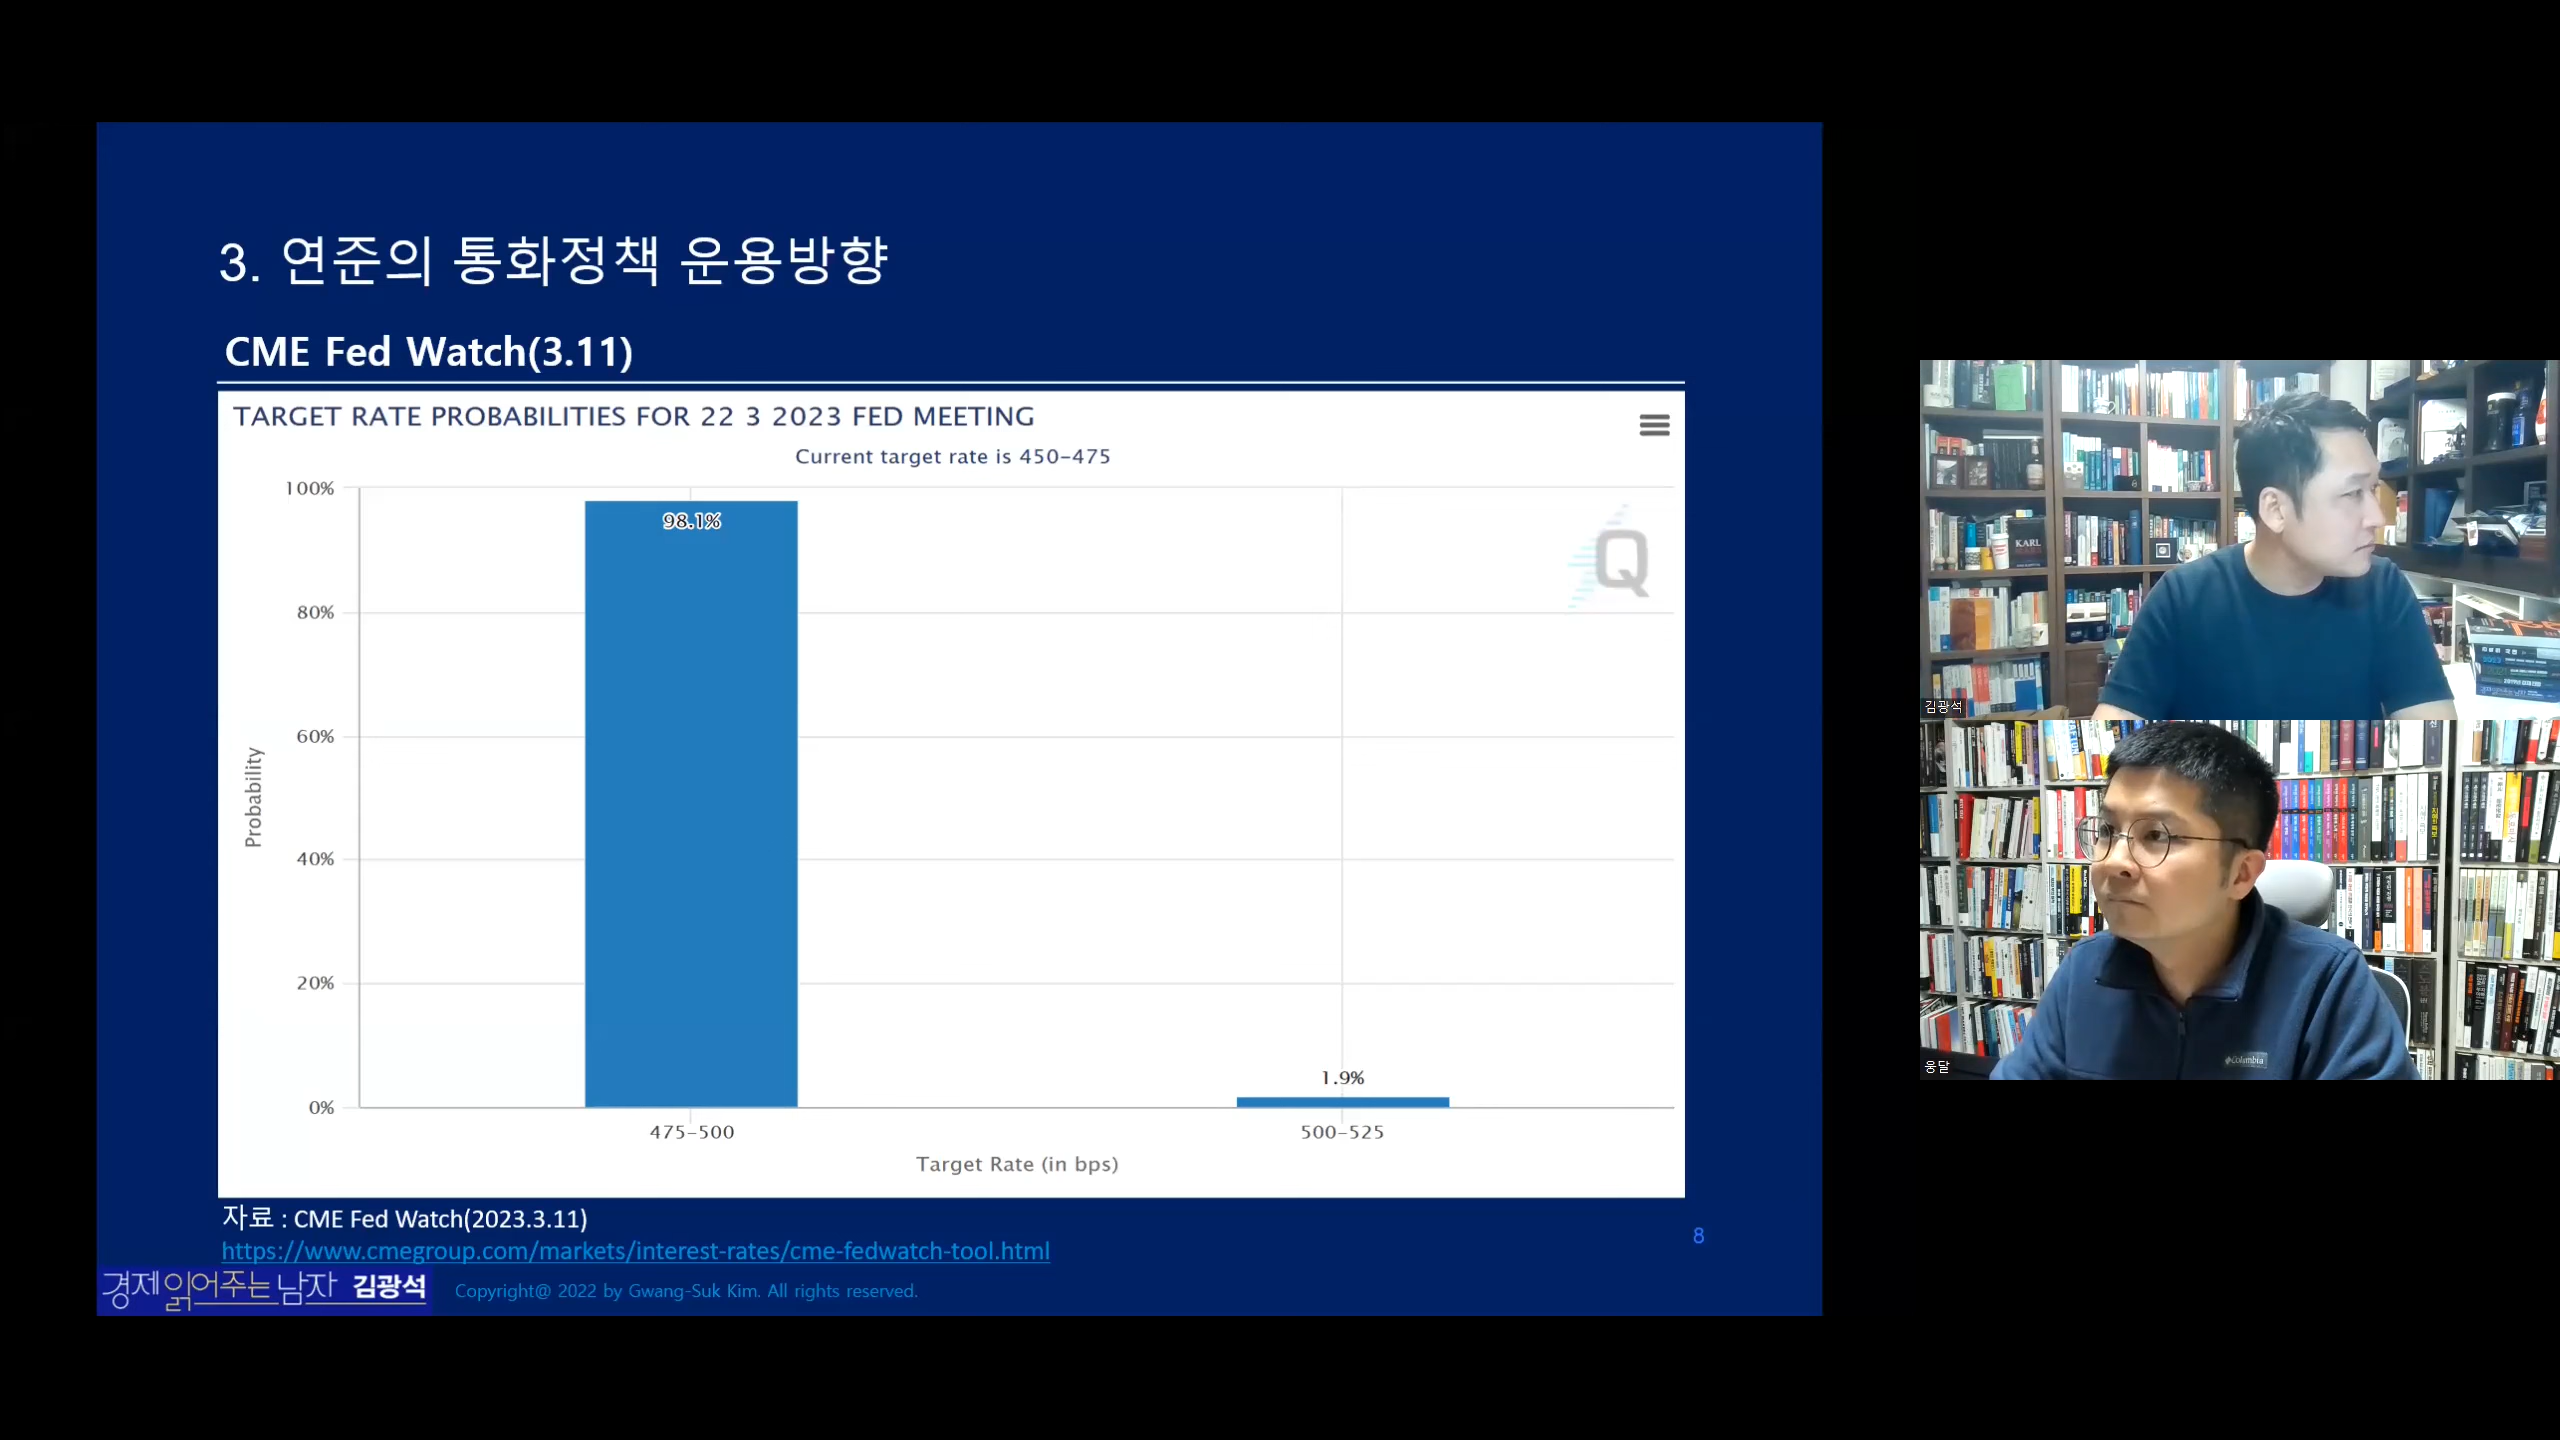 3. 연준의 통화정책 운용방향
CME Fed Watch(3.11)
TARGET RATE PROBABILITIES FOR 22 3 2023 FED MEETING
Current target rate is 450-475
100%
80%
60%
40%
20%
0%
Probability
98.1%
1.9%
475-500
500-525
Target Rate (in bps)
Q
자료 : CME Fed Watch(2023.3.11)
https://www.cmegroup.com/markets/interest-rates/cme-fedwatch-tool.html
8
경제읽어주는남자 김광석
Copyright@ 2022 by Gwang-Suk Kim. All rights reserved.
KARL
김광석
Columbia
웅달